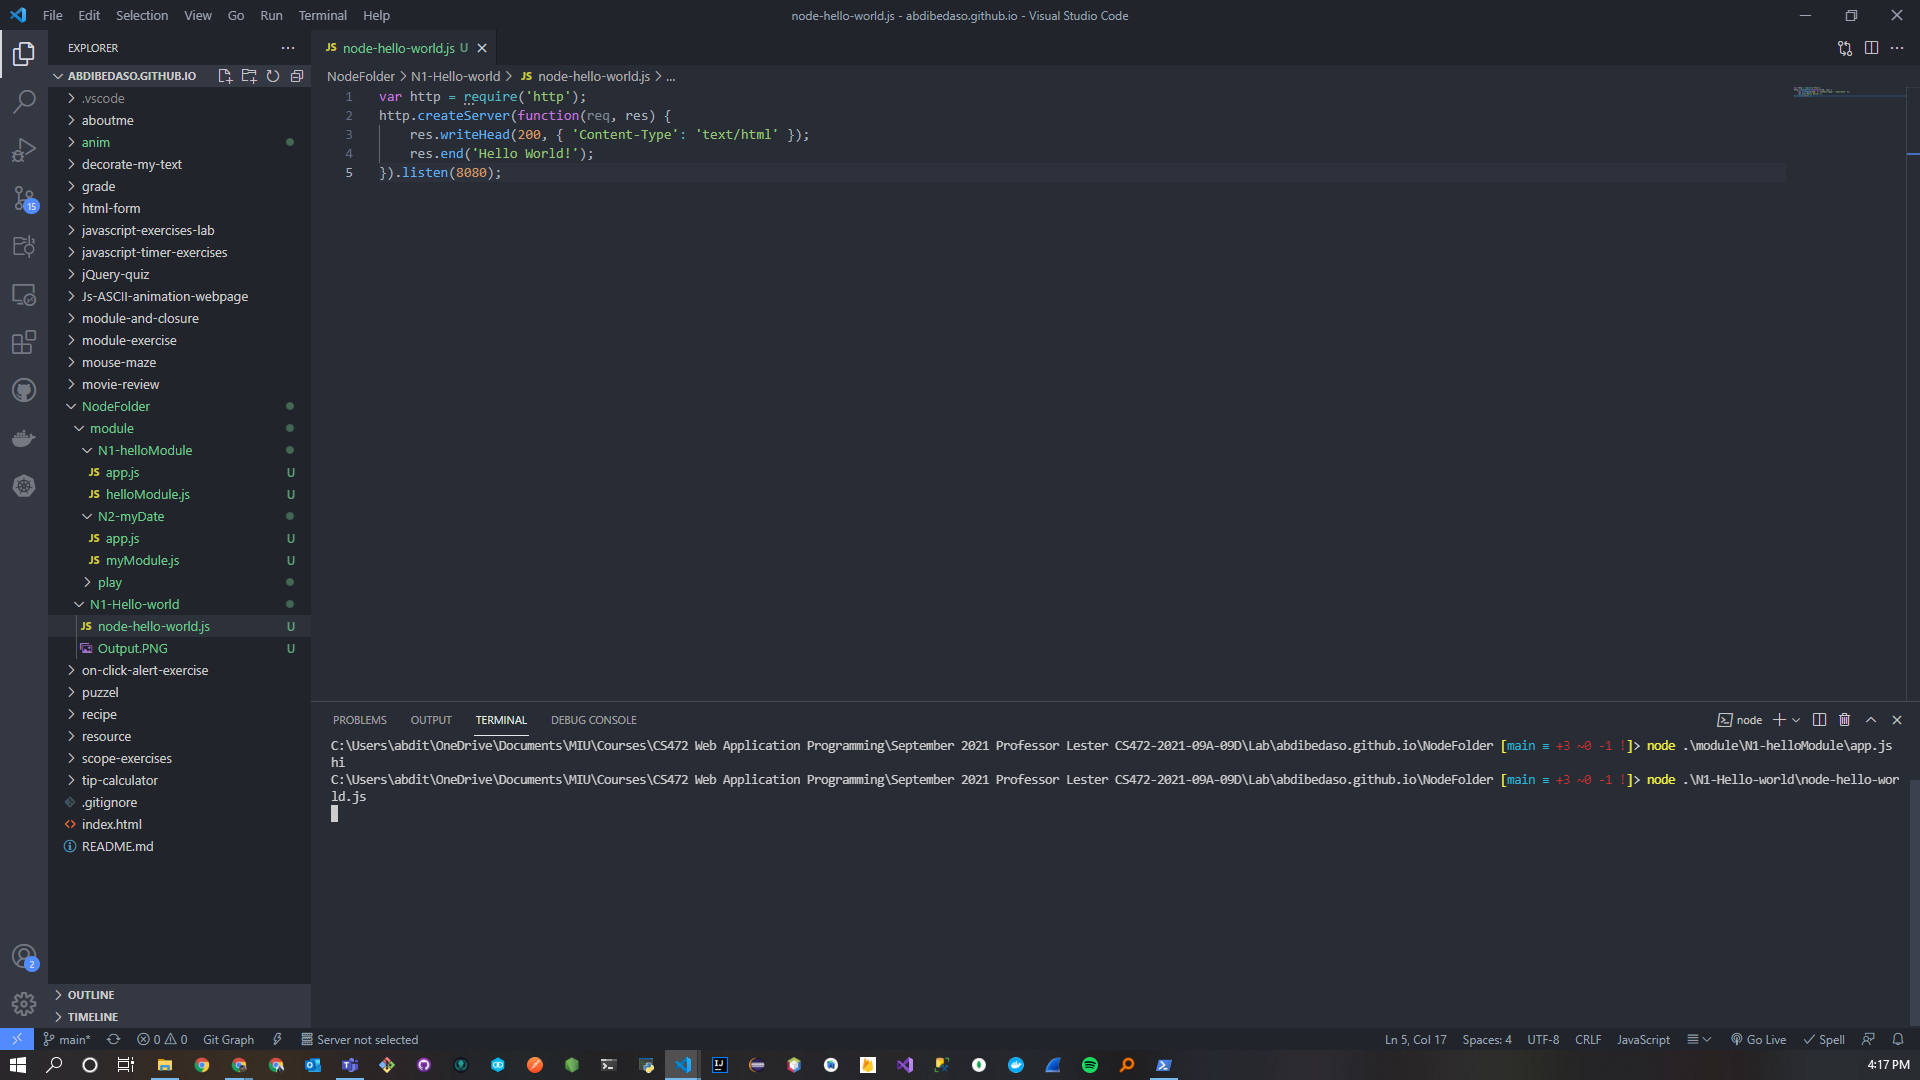 File Edit Selection View Go Run Terminal Help
node-hello-world.js - abdibedaso.github.io - Visual Studio Code
EXPLORER
ABDIBEDASO.GITHUB.IO
.vscode
aboutme
anim
decorate-my-text
grade
html-form
javascript-exercises-lab
javascript-timer-exercises
jQuery-quiz
Js-ASCII-animation-webpage
module-and-closure
module-exercise
mouse-maze
movie-review
NodeFolder
module
N1-helloModule
JS app.js U
JS helloModule.js U
N2-myDate
JS app.js U
JS myModule.js U
play
N1-Hello-world
JS node-hello-world.js U
Output.PNG U
on-click-alert-exercise
puzzel
recipe
resource
scope-exercises
tip-calculator
.gitignore
index.html
README.md
OUTLINE
TIMELINE
15
2
JS node-hello-world.js U
NodeFolder > N1-Hello-world > JS node-hello-world.js > ...
1 var http = require('http');
2 http.createServer(function(req, res) {
3 res.writeHead(200, { 'Content-Type': 'text/html' });
4 res.end('Hello World!');
5 }).listen(8080);
PROBLEMS OUTPUT TERMINAL DEBUG CONSOLE
node
C:\Users\abdit\OneDrive\Documents\MIU\Courses\CS472 Web Application Programming\September 2021 Professor Lester CS472-2021-09A-09D\Lab\abdibedaso.github.io\NodeFolder [main ≡ +3 ~0 -1 !]> node .\module\N1-helloModule\app.js
hi
C:\Users\abdit\OneDrive\Documents\MIU\Courses\CS472 Web Application Programming\September 2021 Professor Lester CS472-2021-09A-09D\Lab\abdibedaso.github.io\NodeFolder [main ≡ +3 ~0 -1 !]> node .\N1-Hello-world\node-hello-wor
ld.js
main* 0 0 Git Graph Server not selected
Ln 5, Col 17 Spaces: 4 UTF-8 CRLF JavaScript Go Live Spell
4:17 PM